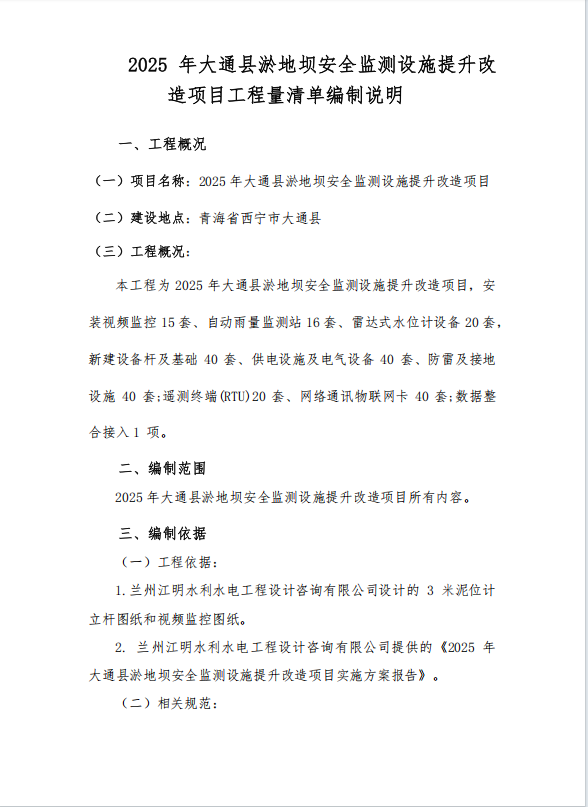 2025 年大通县淤地坝安全监测设施提升改
造项目工程量清单编制说明
一、工程概况
（一）项目名称：2025 年大通县淤地坝安全监测设施提升改造项目
（二）建设地点：青海省西宁市大通县
（三）工程概况：
本工程为 2025 年大通县淤地坝安全监测设施提升改造项目，安
装视频监控 15 套、自动雨量监测站 16 套、雷达式水位计设备 20 套，
新建设备杆及基础 40 套、供电设施及电气设备 40 套、防雷及接地
设施 40 套;遥测终端(RTU)20 套、网络通讯物联网卡 40 套;数据整
合接入 1 项。
二、编制范围
2025 年大通县淤地坝安全监测设施提升改造项目所有内容。
三、编制依据
（一）工程依据：
1.兰州江明水利水电工程设计咨询有限公司设计的 3 米泥位计
立杆图纸和视频监控图纸。
2. 兰州江明水利水电工程设计咨询有限公司提供的《2025 年
大通县淤地坝安全监测设施提升改造项目实施方案报告》。
（二）相关规范：